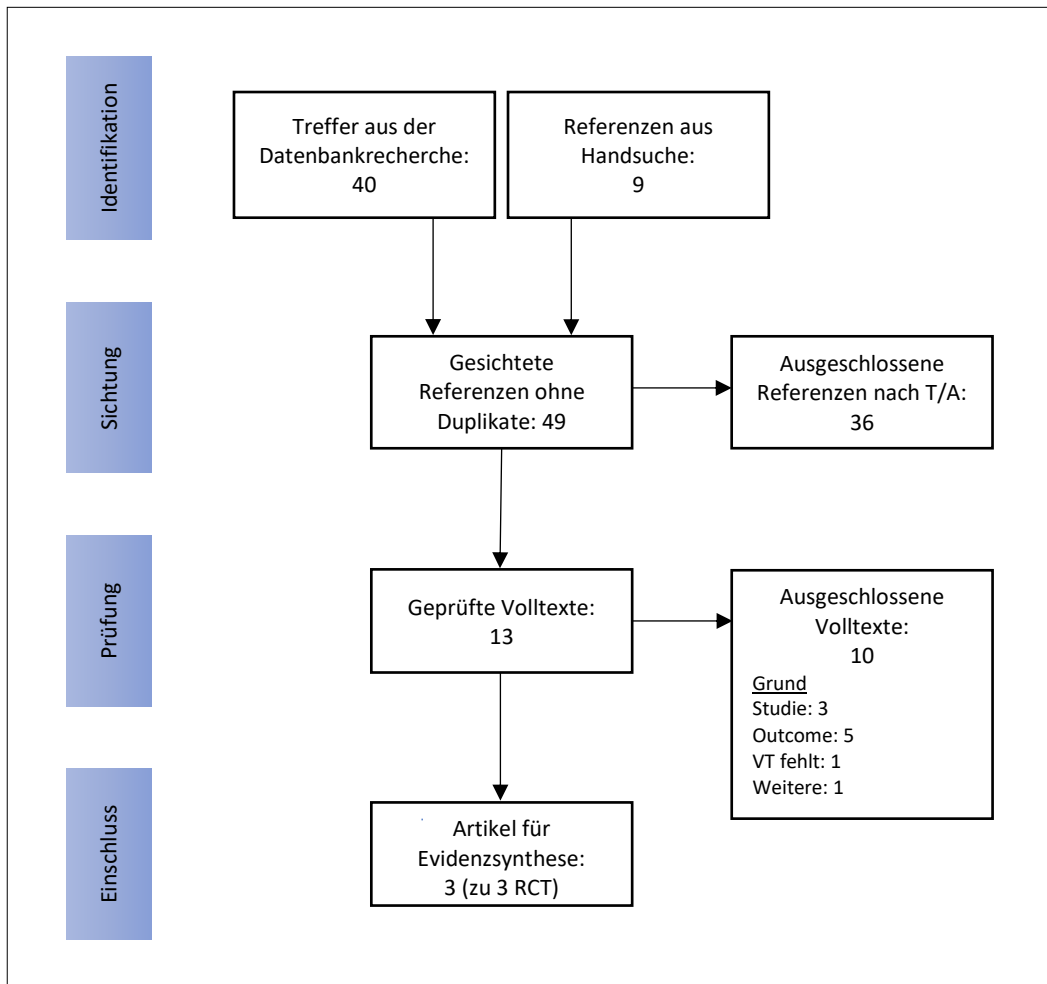 Identifikation
Treffer aus der
Datenbankrecherche:
40
Referenzen aus
Handsuche:
9
Sichtung
Gesichtete
Referenzen ohne
Duplikate: 49
Ausgeschlossene
Referenzen nach T/A:
36
Prüfung
Geprüfte Volltexte:
13
Ausgeschlossene
Volltexte:
10
Grund
Studie: 3
Outcome: 5
VT fehlt: 1
Weitere: 1
Einschluss
Artikel für
Evidenzsynthese:
3 (zu 3 RCT)